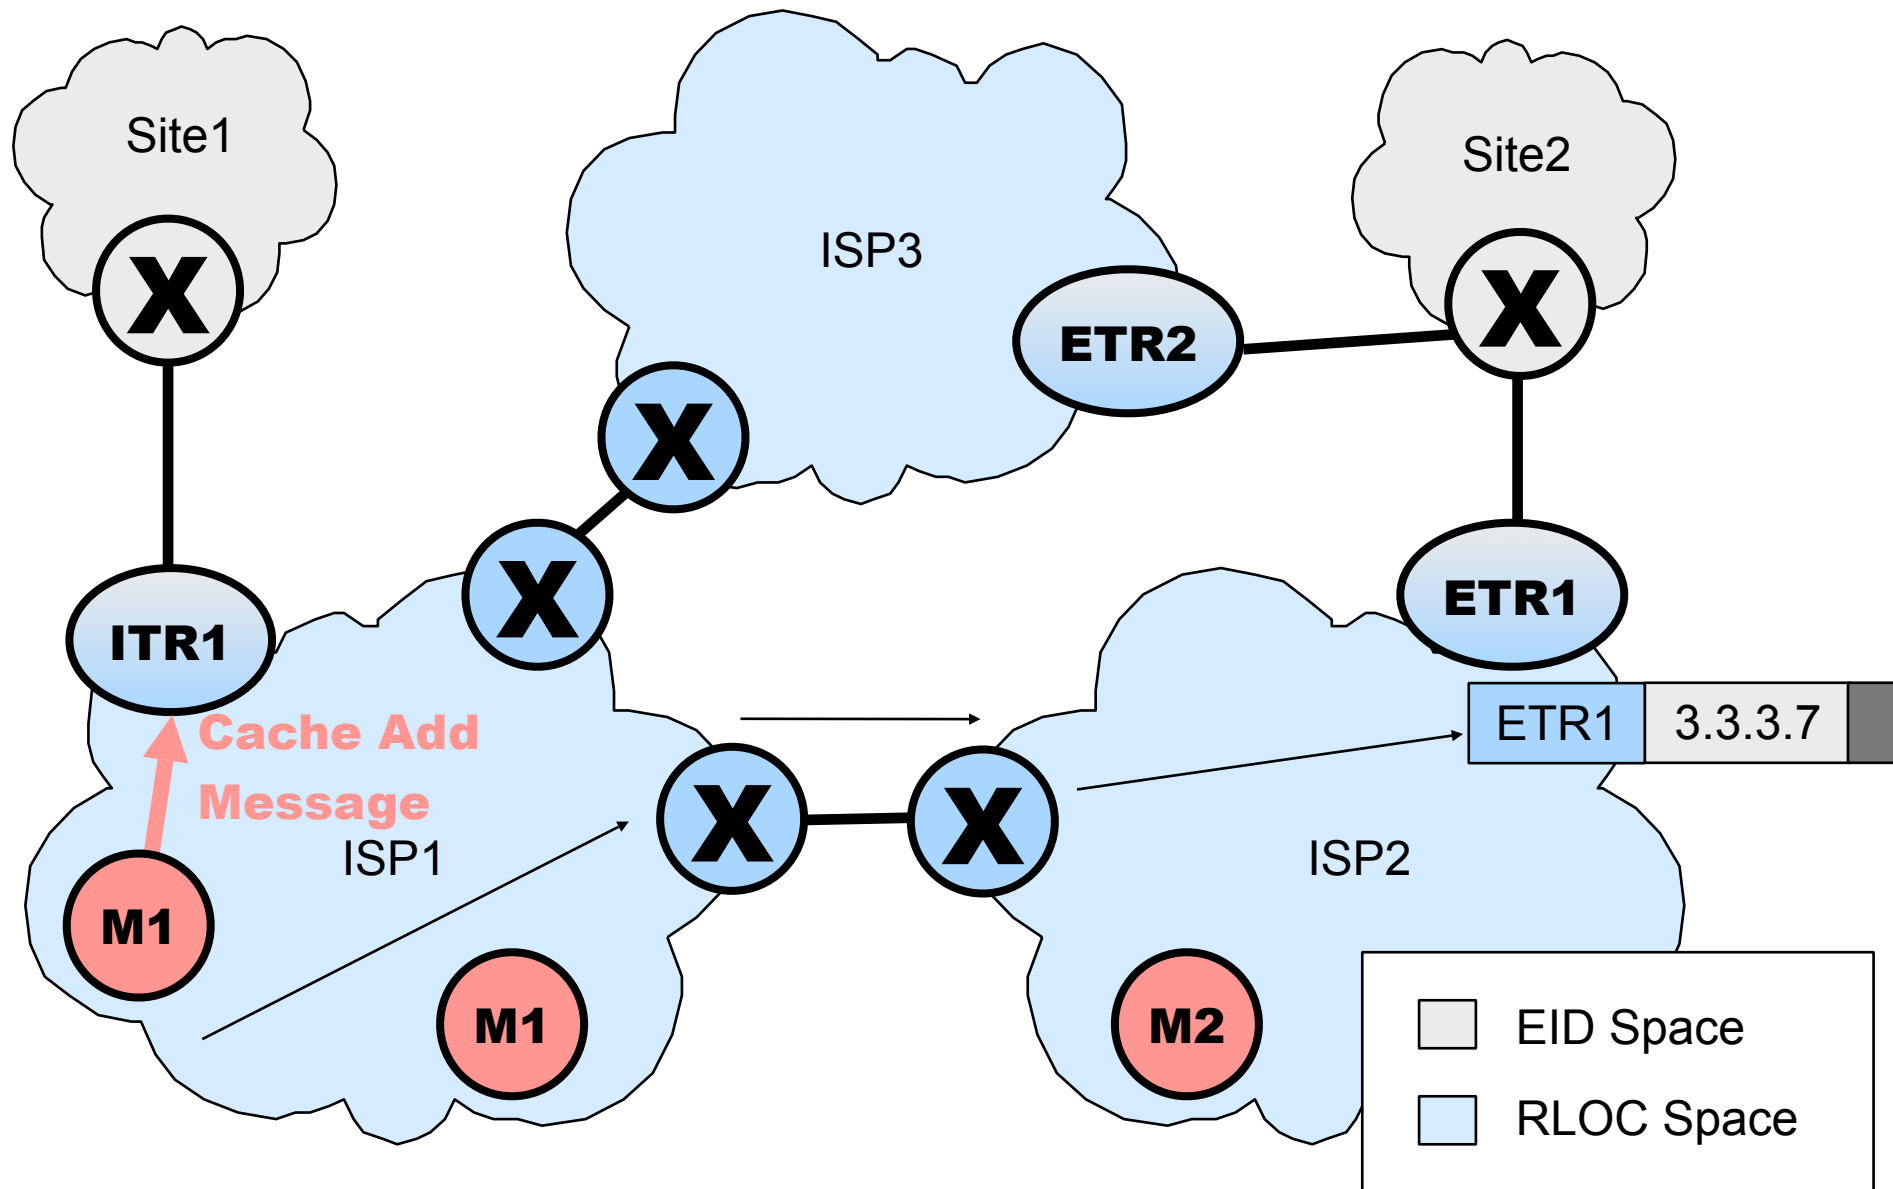 Site1
Site2
ISP3
X
X
ETR2
X
X
ETR1
ITR1
ETR1 3.3.3.7
Cache Add
Message
X
X
ISP1
ISP2
M1
M1
M2
EID Space
RLOC Space